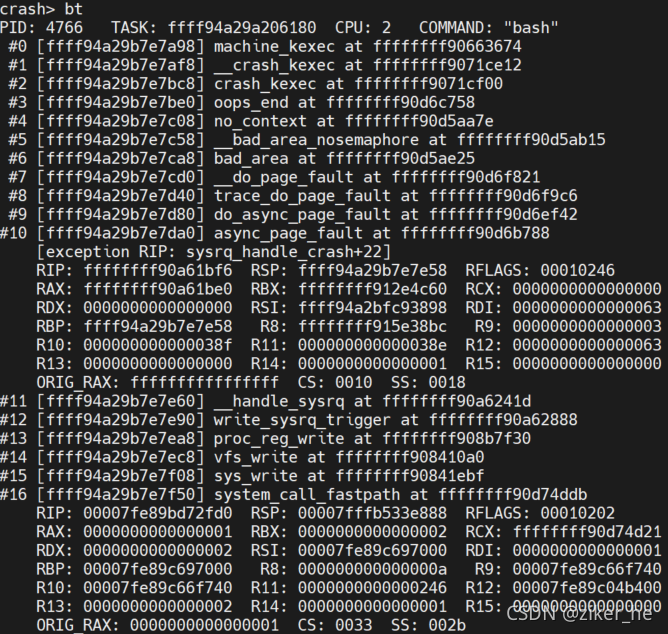 crash> bt
PID: 4766   TASK: ffff94a29a206180  CPU: 2   COMMAND: "bash"
 #0 [ffff94a29b7e7a98] machine_kexec at ffffffff90663674
 #1 [ffff94a29b7e7af8] __crash_kexec at ffffffff9071ce12
 #2 [ffff94a29b7e7bc8] crash_kexec at ffffffff9071cf00
 #3 [ffff94a29b7e7be0] oops_end at ffffffff90d6c758
 #4 [ffff94a29b7e7c08] no_context at ffffffff90d5aa7e
 #5 [ffff94a29b7e7c58] __bad_area_nosemaphore at ffffffff90d5ab15
 #6 [ffff94a29b7e7ca8] bad_area at ffffffff90d5ae25
 #7 [ffff94a29b7e7cd0] __do_page_fault at ffffffff90d6f821
 #8 [ffff94a29b7e7d40] trace_do_page_fault at ffffffff90d6f9c6
 #9 [ffff94a29b7e7d80] do_async_page_fault at ffffffff90d6ef42
#10 [ffff94a29b7e7da0] async_page_fault at ffffffff90d6b788
    [exception RIP: sysrq_handle_crash+22]
    RIP: ffffffff90a61bf6  RSP: ffff94a29b7e7e58  RFLAGS: 00010246
    RAX: ffffffff90a61be0  RBX: ffffffff912e4c60  RCX: 0000000000000000
    RDX: 0000000000000000  RSI: ffff94a2bfc93898  RDI: 0000000000000063
    RBP: ffff94a29b7e7e58   R8: ffffffff915e38bc   R9: 0000000000000003
    R10: 000000000000038f  R11: 000000000000038e  R12: 0000000000000063
    R13: 0000000000000000  R14: 0000000000000001  R15: 0000000000000000
    ORIG_RAX: ffffffffffffffff  CS: 0010  SS: 0018
#11 [ffff94a29b7e7e60] __handle_sysrq at ffffffff90a6241d
#12 [ffff94a29b7e7e90] write_sysrq_trigger at ffffffff90a62888
#13 [ffff94a29b7e7ea8] proc_reg_write at ffffffff908b7f30
#14 [ffff94a29b7e7ec8] vfs_write at ffffffff908410a0
#15 [ffff94a29b7e7f08] sys_write at ffffffff90841ebf
#16 [ffff94a29b7e7f50] system_call_fastpath at ffffffff90d74ddb
    RIP: 00007fe89bd72fd0  RSP: 00007fffb533e888  RFLAGS: 00010202
    RAX: 0000000000000001  RBX: 0000000000000002  RCX: ffffffff90d74d21
    RDX: 0000000000000002  RSI: 00007fe89c697000  RDI: 0000000000000001
    RBP: 00007fe89c697000   R8: 000000000000000a   R9: 00007fe89c66f740
    R10: 00007fe89c66f740  R11: 0000000000000246  R12: 00007fe89c04b400
    R13: 0000000000000002  R14: 0000000000000001  R15: 0000000000000000
    ORIG_RAX: 0000000000000001  CS: 0033  SS: 002b
CSDN @ziker_he